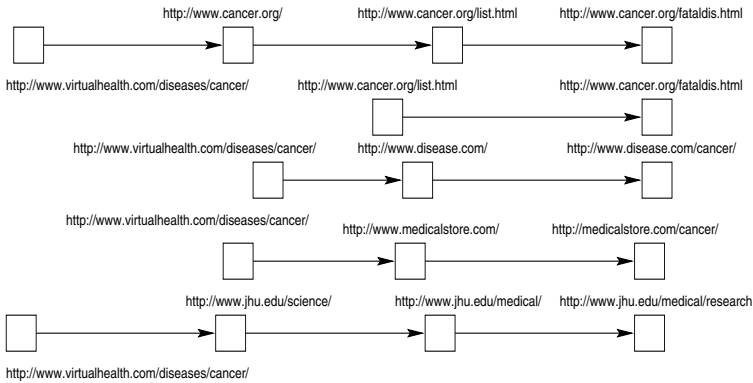 http://www.cancer.org/ http://www.cancer.org/list.html http://www.cancer.org/fataldis.html
http://www.virtualhealth.com/diseases/cancer/ http://www.cancer.org/list.html http://www.cancer.org/fataldis.html
http://www.virtualhealth.com/diseases/cancer/ http://www.disease.com/ http://www.disease.com/cancer/
http://www.virtualhealth.com/diseases/cancer/ http://www.medicalstore.com/ http://medicalstore.com/cancer/
http://www.jhu.edu/science/ http://www.jhu.edu/medical/ http://www.jhu.edu/medical/research
http://www.virtualhealth.com/diseases/cancer/